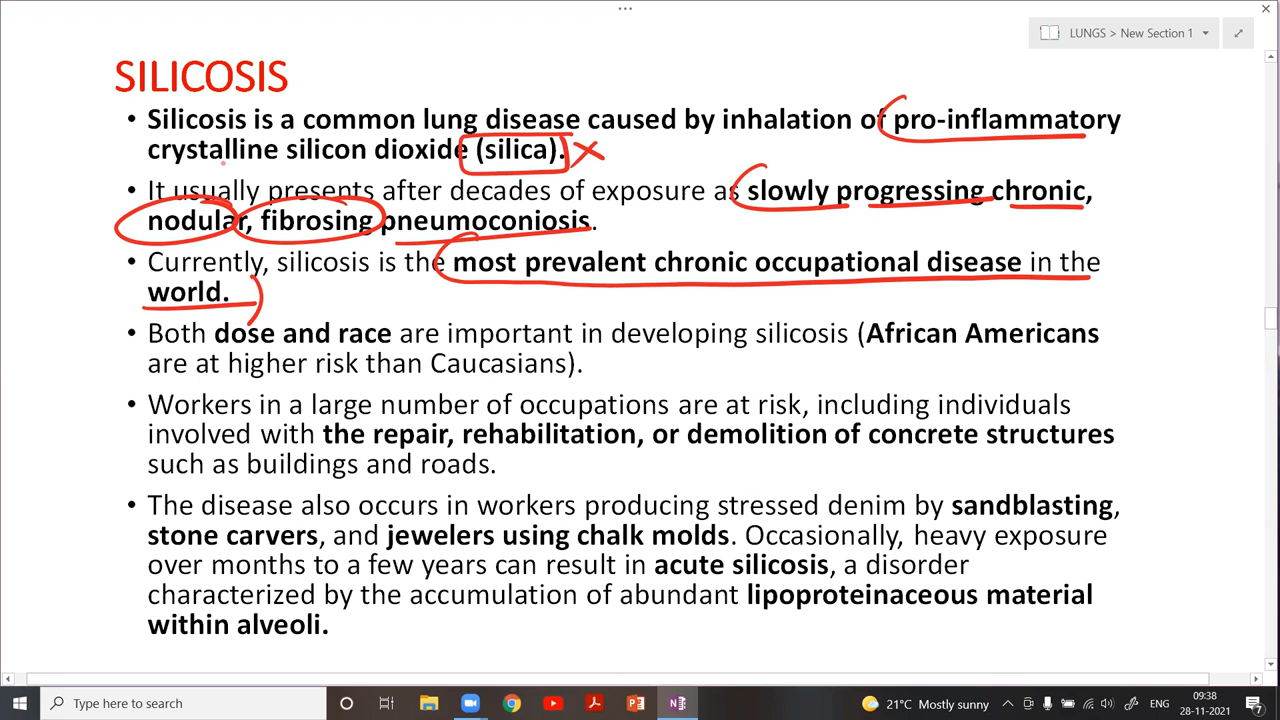 LUNGS > New Section 1
SILICOSIS
• Silicosis is a common lung disease caused by inhalation of pro-inflammatory
crystalline silicon dioxide (silica).
• It usually presents after decades of exposure as slowly progressing chronic,
nodular, fibrosing pneumoconiosis.
• Currently, silicosis is the most prevalent chronic occupational disease in the
world.
• Both dose and race are important in developing silicosis (African Americans
are at higher risk than Caucasians).
• Workers in a large number of occupations are at risk, including individuals
involved with the repair, rehabilitation, or demolition of concrete structures
such as buildings and roads.
• The disease also occurs in workers producing stressed denim by sandblasting,
stone carvers, and jewelers using chalk molds. Occasionally, heavy exposure
over months to a few years can result in acute silicosis, a disorder
characterized by the accumulation of abundant lipoproteinaceous material
within alveoli.
Type here to search
21°C Mostly sunny
ENG
09:38
28-11-2021
7